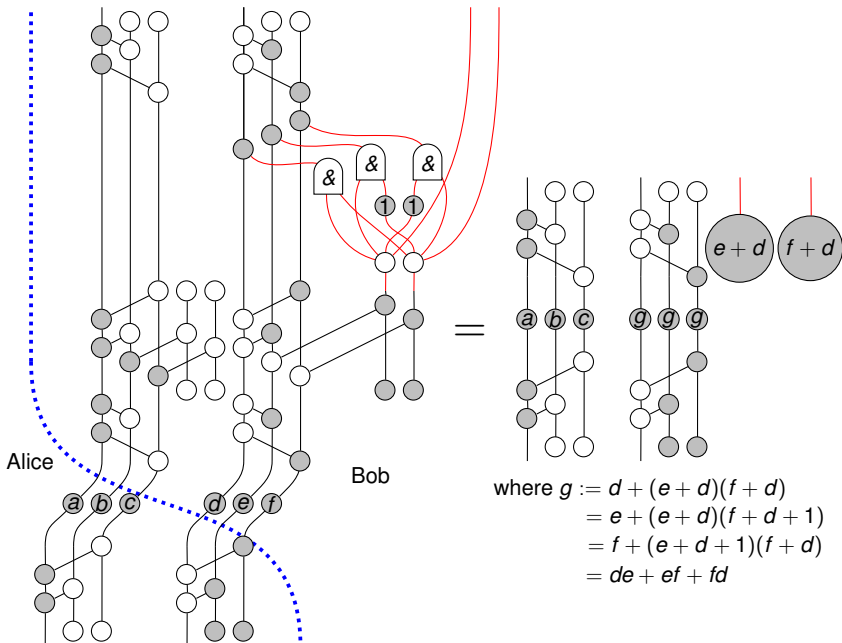 &
&
&
1
1
e + d
f + d
a
b
c
g
g
g
=
Alice
Bob
a
b
c
d
e
f
where g := d + (e + d)(f + d)
= e + (e + d)(f + d + 1)
= f + (e + d + 1)(f + d)
= de + ef + fd